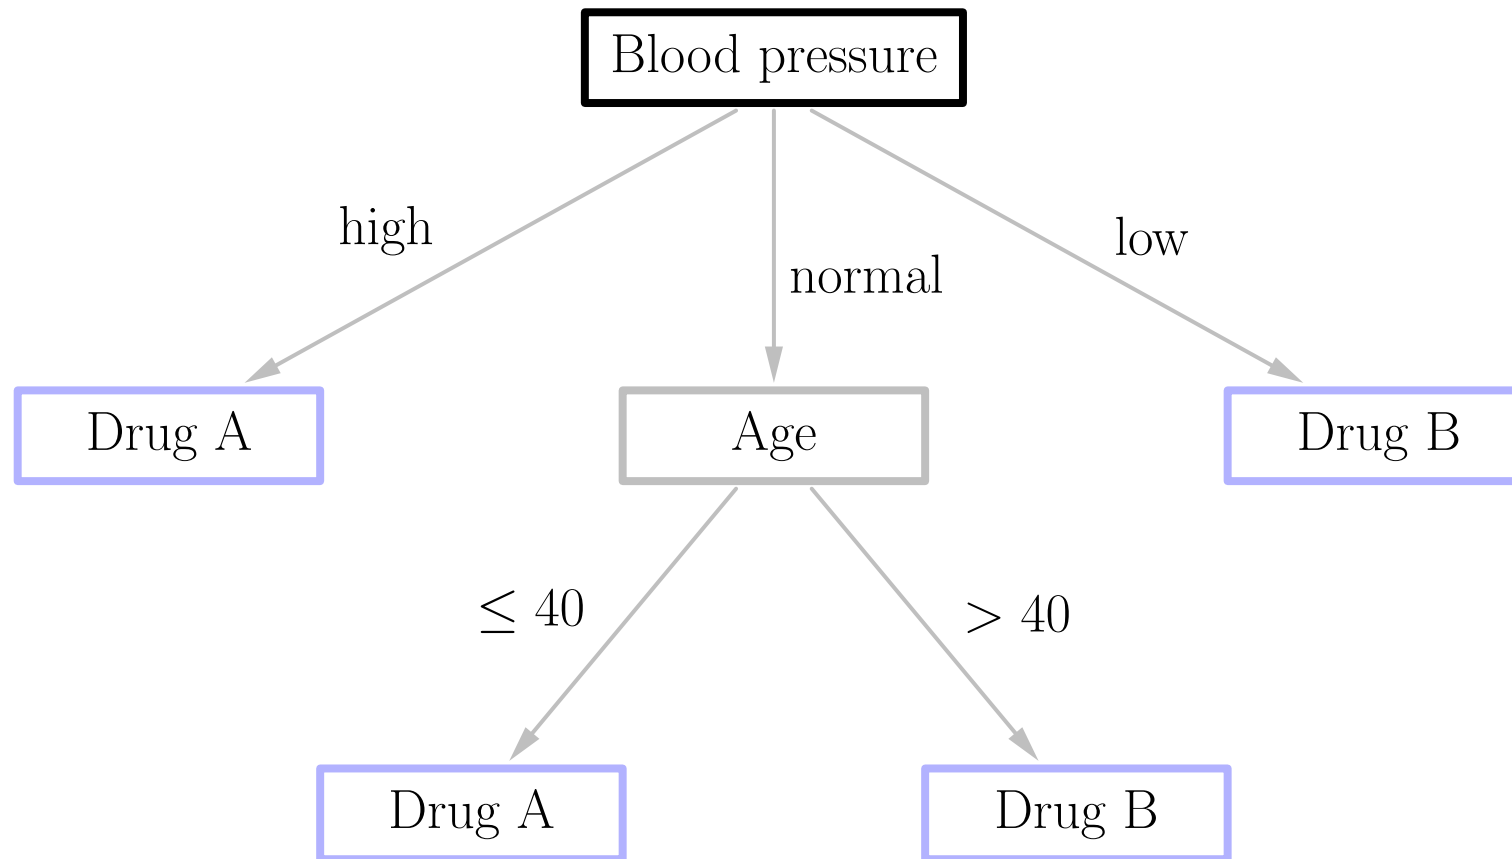 Blood pressure
high
low
normal
Drug A
Age
Drug B
≤ 40
> 40
Drug A
Drug B